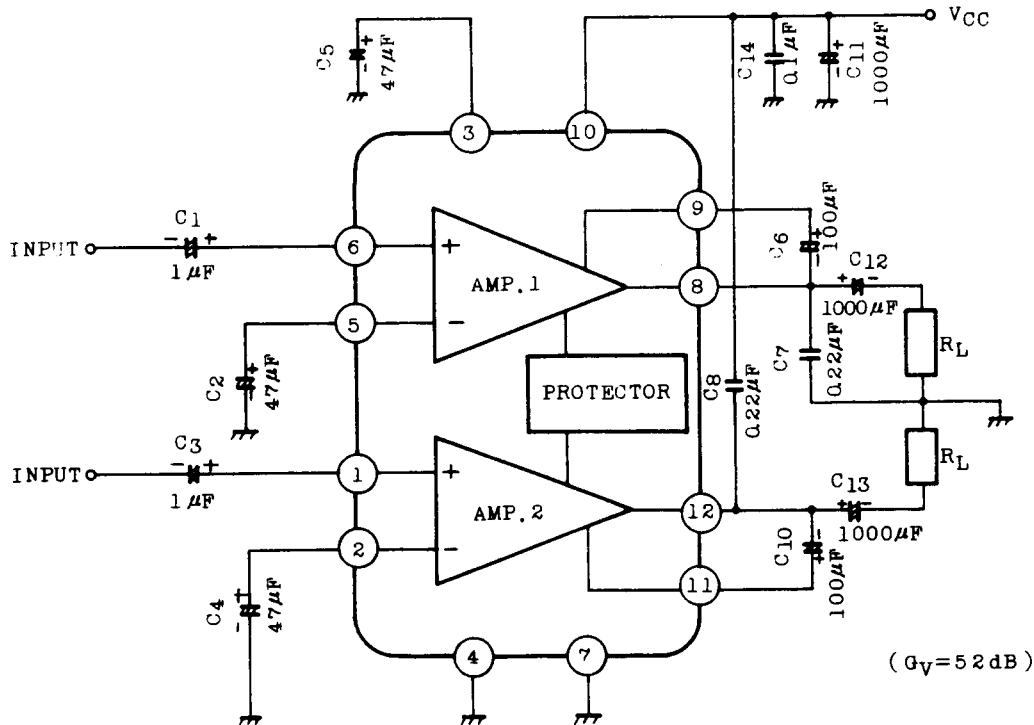 VCC
C5
47μF
C14
0.1μF
C11
1000μF
3
10
9
100μF
C6
INPUT
C1
1μF
6
+
AMP.1
8
C12
1000μF
5
-
C2
47μF
C7
0.22μF
RL
PROTECTOR
C8
0.22μF
INPUT
C3
1μF
1
+
AMP.2
12
C13
1000μF
RL
2
-
C10
100μF
11
C4
47μF
4
7
(GV=52dB)